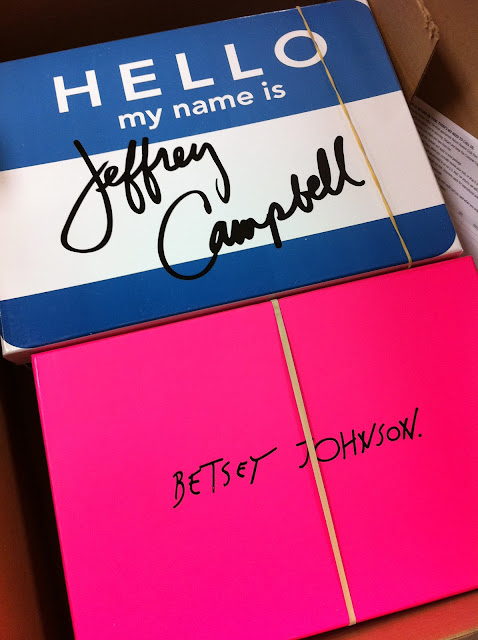 HELLO
my name is
Jeffrey
Campbell
BETSEY JOHNSON.